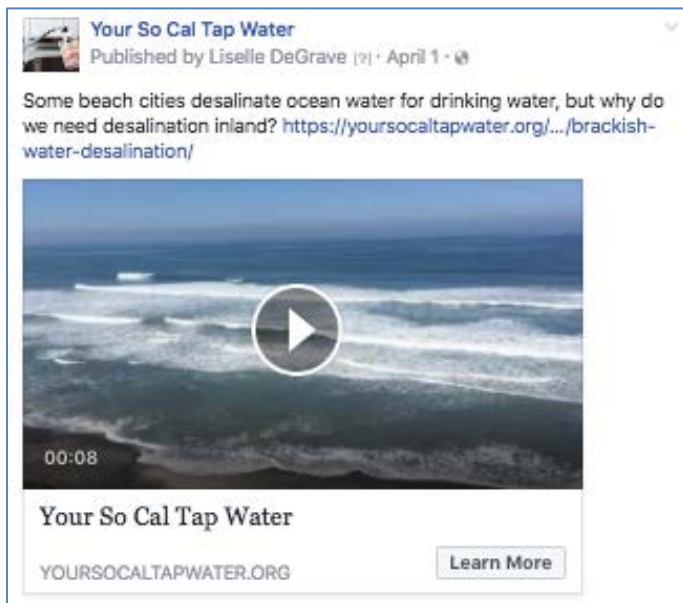 Your So Cal Tap Water
Published by Liselle DeGrave [?] · April 1 ·
Some beach cities desalinate ocean water for drinking water, but why do
we need desalination inland? https://yoursocaltapwater.org/.../brackish-
water-desalination/
00:08
Your So Cal Tap Water
YOURSOCALTAPWATER.ORG
Learn More